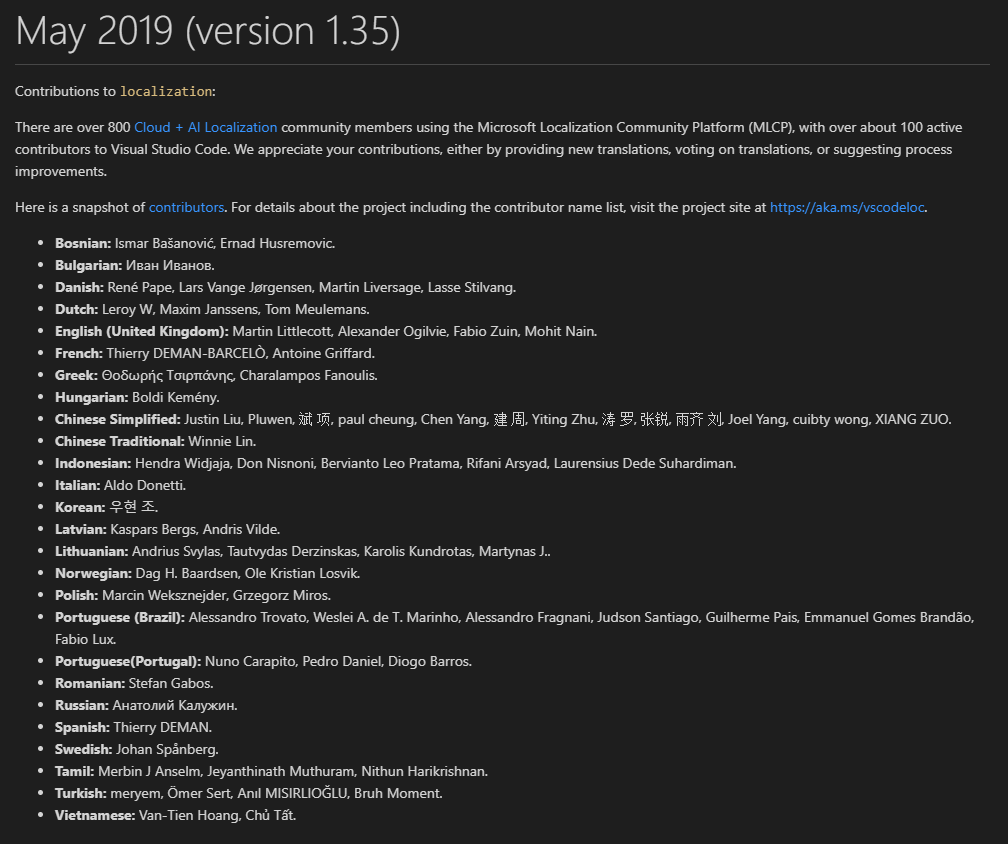 May 2019 (version 1.35)
Contributions to localization:
There are over 800 Cloud + AI Localization community members using the Microsoft Localization Community Platform (MLCP), with over about 100 active
contributors to Visual Studio Code. We appreciate your contributions, either by providing new translations, voting on translations, or suggesting process
improvements.
Here is a snapshot of contributors. For details about the project including the contributor name list, visit the project site at https://aka.ms/vscodeloc.
• Bosnian: Ismar Bašanović, Ernad Husremovic.
• Bulgarian: Иван Иванов.
• Danish: René Pape, Lars Vange Jørgensen, Martin Liversage, Lasse Stilvang.
• Dutch: Leroy W, Maxim Janssens, Tom Meulemans.
• English (United Kingdom): Martin Littlecott, Alexander Ogilvie, Fabio Zuin, Mohit Nain.
• French: Thierry DEMAN-BARCELÒ, Antoine Griffard.
• Greek: Θοδωρής Τσιρπάνης, Charalampos Fanoulis.
• Hungarian: Boldi Kemény.
• Chinese Simplified: Justin Liu, Pluwen, 斌 项, paul cheung, Chen Yang, 建 周, Yiting Zhu, 涛 罗, 张锐, 雨齐 刘, Joel Yang, cuibty wong, XIANG ZUO.
• Chinese Traditional: Winnie Lin.
• Indonesian: Hendra Widjaja, Don Nisnoni, Bervianto Leo Pratama, Rifani Arsyad, Laurensius Dede Suhardiman.
• Italian: Aldo Donetti.
• Korean: 우현 조.
• Latvian: Kaspars Bergs, Andris Vilde.
• Lithuanian: Andrius Svylas, Tautvydas Derzinskas, Karolis Kundrotas, Martynas J..
• Norwegian: Dag H. Baardsen, Ole Kristian Losvik.
• Polish: Marcin Weksznejder, Grzegorz Miros.
• Portuguese (Brazil): Alessandro Trovato, Weslei A. de T. Marinho, Alessandro Fragnani, Judson Santiago, Guilherme Pais, Emmanuel Gomes Brandão,
Fabio Lux.
• Portuguese(Portugal): Nuno Carapito, Pedro Daniel, Diogo Barros.
• Romanian: Stefan Gabos.
• Russian: Анатолий Калужин.
• Spanish: Thierry DEMAN.
• Swedish: Johan Spånberg.
• Tamil: Merbin J Anselm, Jeyanthinath Muthuram, Nithun Harikrishnan.
• Turkish: meryem, Ömer Sert, Anıl MISIRLIOĞLU, Bruh Moment.
• Vietnamese: Van-Tien Hoang, Chủ Tất.